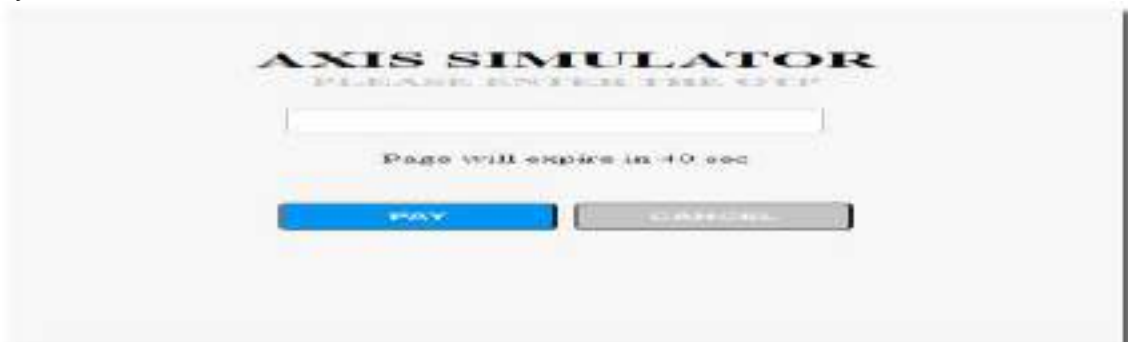 AXIS SIMULATOR
PLEASE ENTER THE OTP
Page will expire in 40 sec
PAY
CANCEL